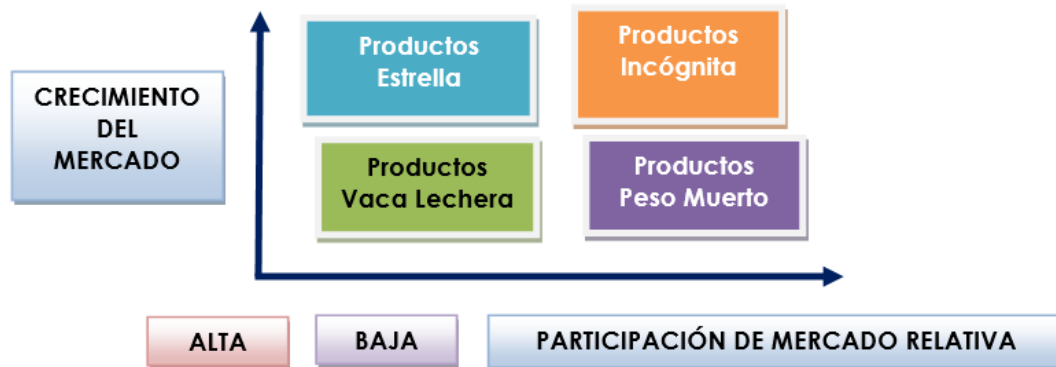 Productos
Estrella
Productos
Incógnita
CRECIMIENTO
DEL
MERCADO
Productos
Vaca Lechera
Productos
Peso Muerto
ALTA
BAJA
PARTICIPACIÓN DE MERCADO RELATIVA